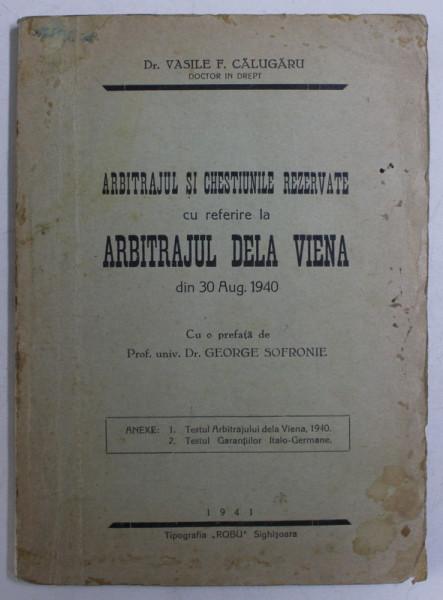 Dr. VASILE F. CĂLUGĂRU
DOCTOR IN DREPT
ARBITRAJUL ȘI CHESTIUNILE REZERVATE
cu referire la
ARBITRAJUL DELA VIENA
din 30 Aug. 1940
Cu o prefață de
Prof. univ. Dr. GEORGE SOFRONIE
ANEXE: 1. Testul Arbitrajului dela Viena, 1940.
2. Testul Garanțiilor Italo-Germane.
1941
Tipografia „ROBU" Sighișoara